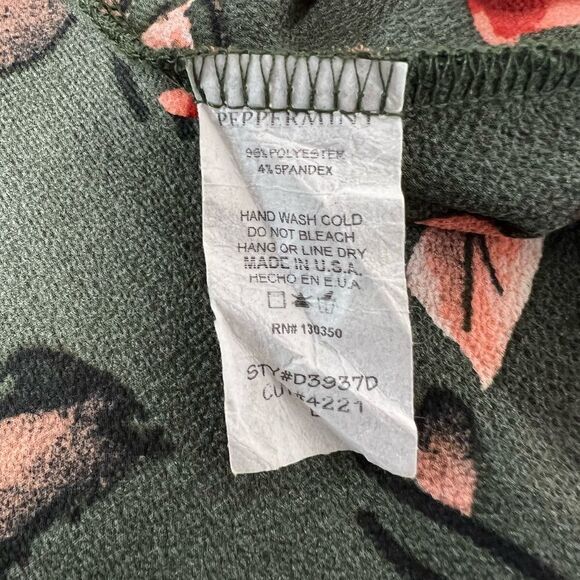 PEPPERMINT
96% POLYESTER
4% SPANDEX
HAND WASH COLD
DO NOT BLEACH
HANG OR LINE DRY
MADE IN U.S.A.
HECHO EN E.U.A
RN# 130350
STY#D3937D
CUT#4221
L